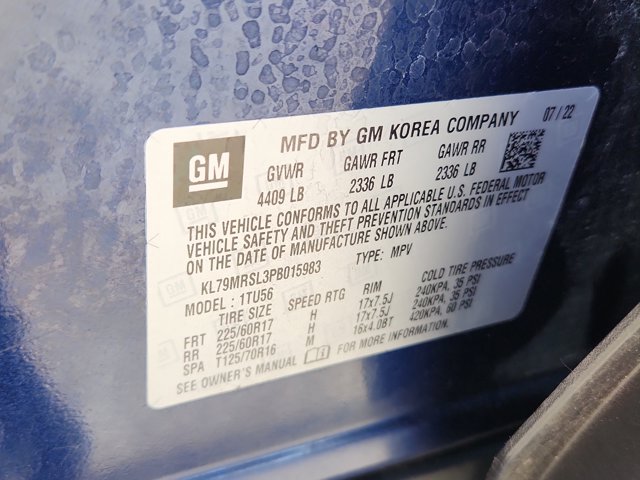 GM
MFD BY GM KOREA COMPANY 07 / 22
GVWR GAWR FRT GAWR RR
4409 LB 2336 LB 2336 LB
THIS VEHICLE CONFORMS TO ALL APPLICABLE U.S. FEDERAL MOTOR
VEHICLE SAFETY AND THEFT PREVENTION STANDARDS IN EFFECT
ON THE DATE OF MANUFACTURE SHOWN ABOVE.
KL79MRSL3PB015983 TYPE: MPV
MODEL : 1TU56
TIRE SIZE SPEED RTG RIM COLD TIRE PRESSURE
FRT 225/60R17 H 17x7.5J 240KPA, 35 PSI
RR 225/60R17 H 17x7.5J 240KPA, 35 PSI
SPA T125/70R16 M 16x4.0BT 420KPA, 60 PSI
SEE OWNER'S MANUAL FOR MORE INFORMATION.